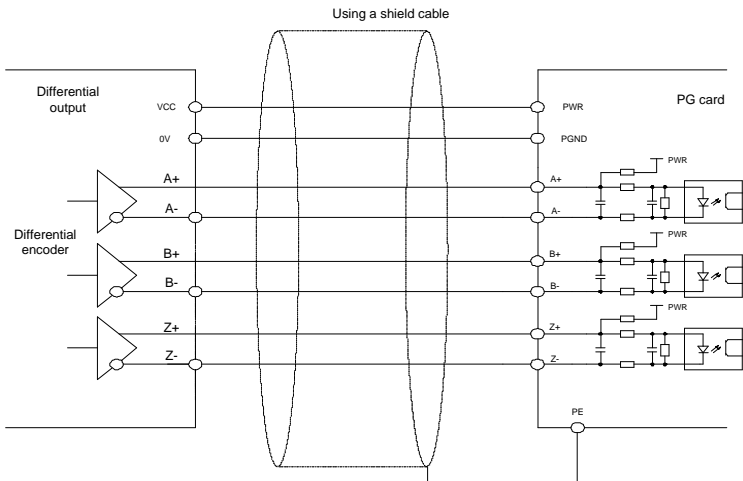 Using a shield cable
Differential
output
VCC
PWR
PG card
0V
PGND
PWR
A+
A+
A-
A-
Differential
encoder
PWR
B+
B+
B-
B-
PWR
Z+
Z+
Z-
Z-
PE